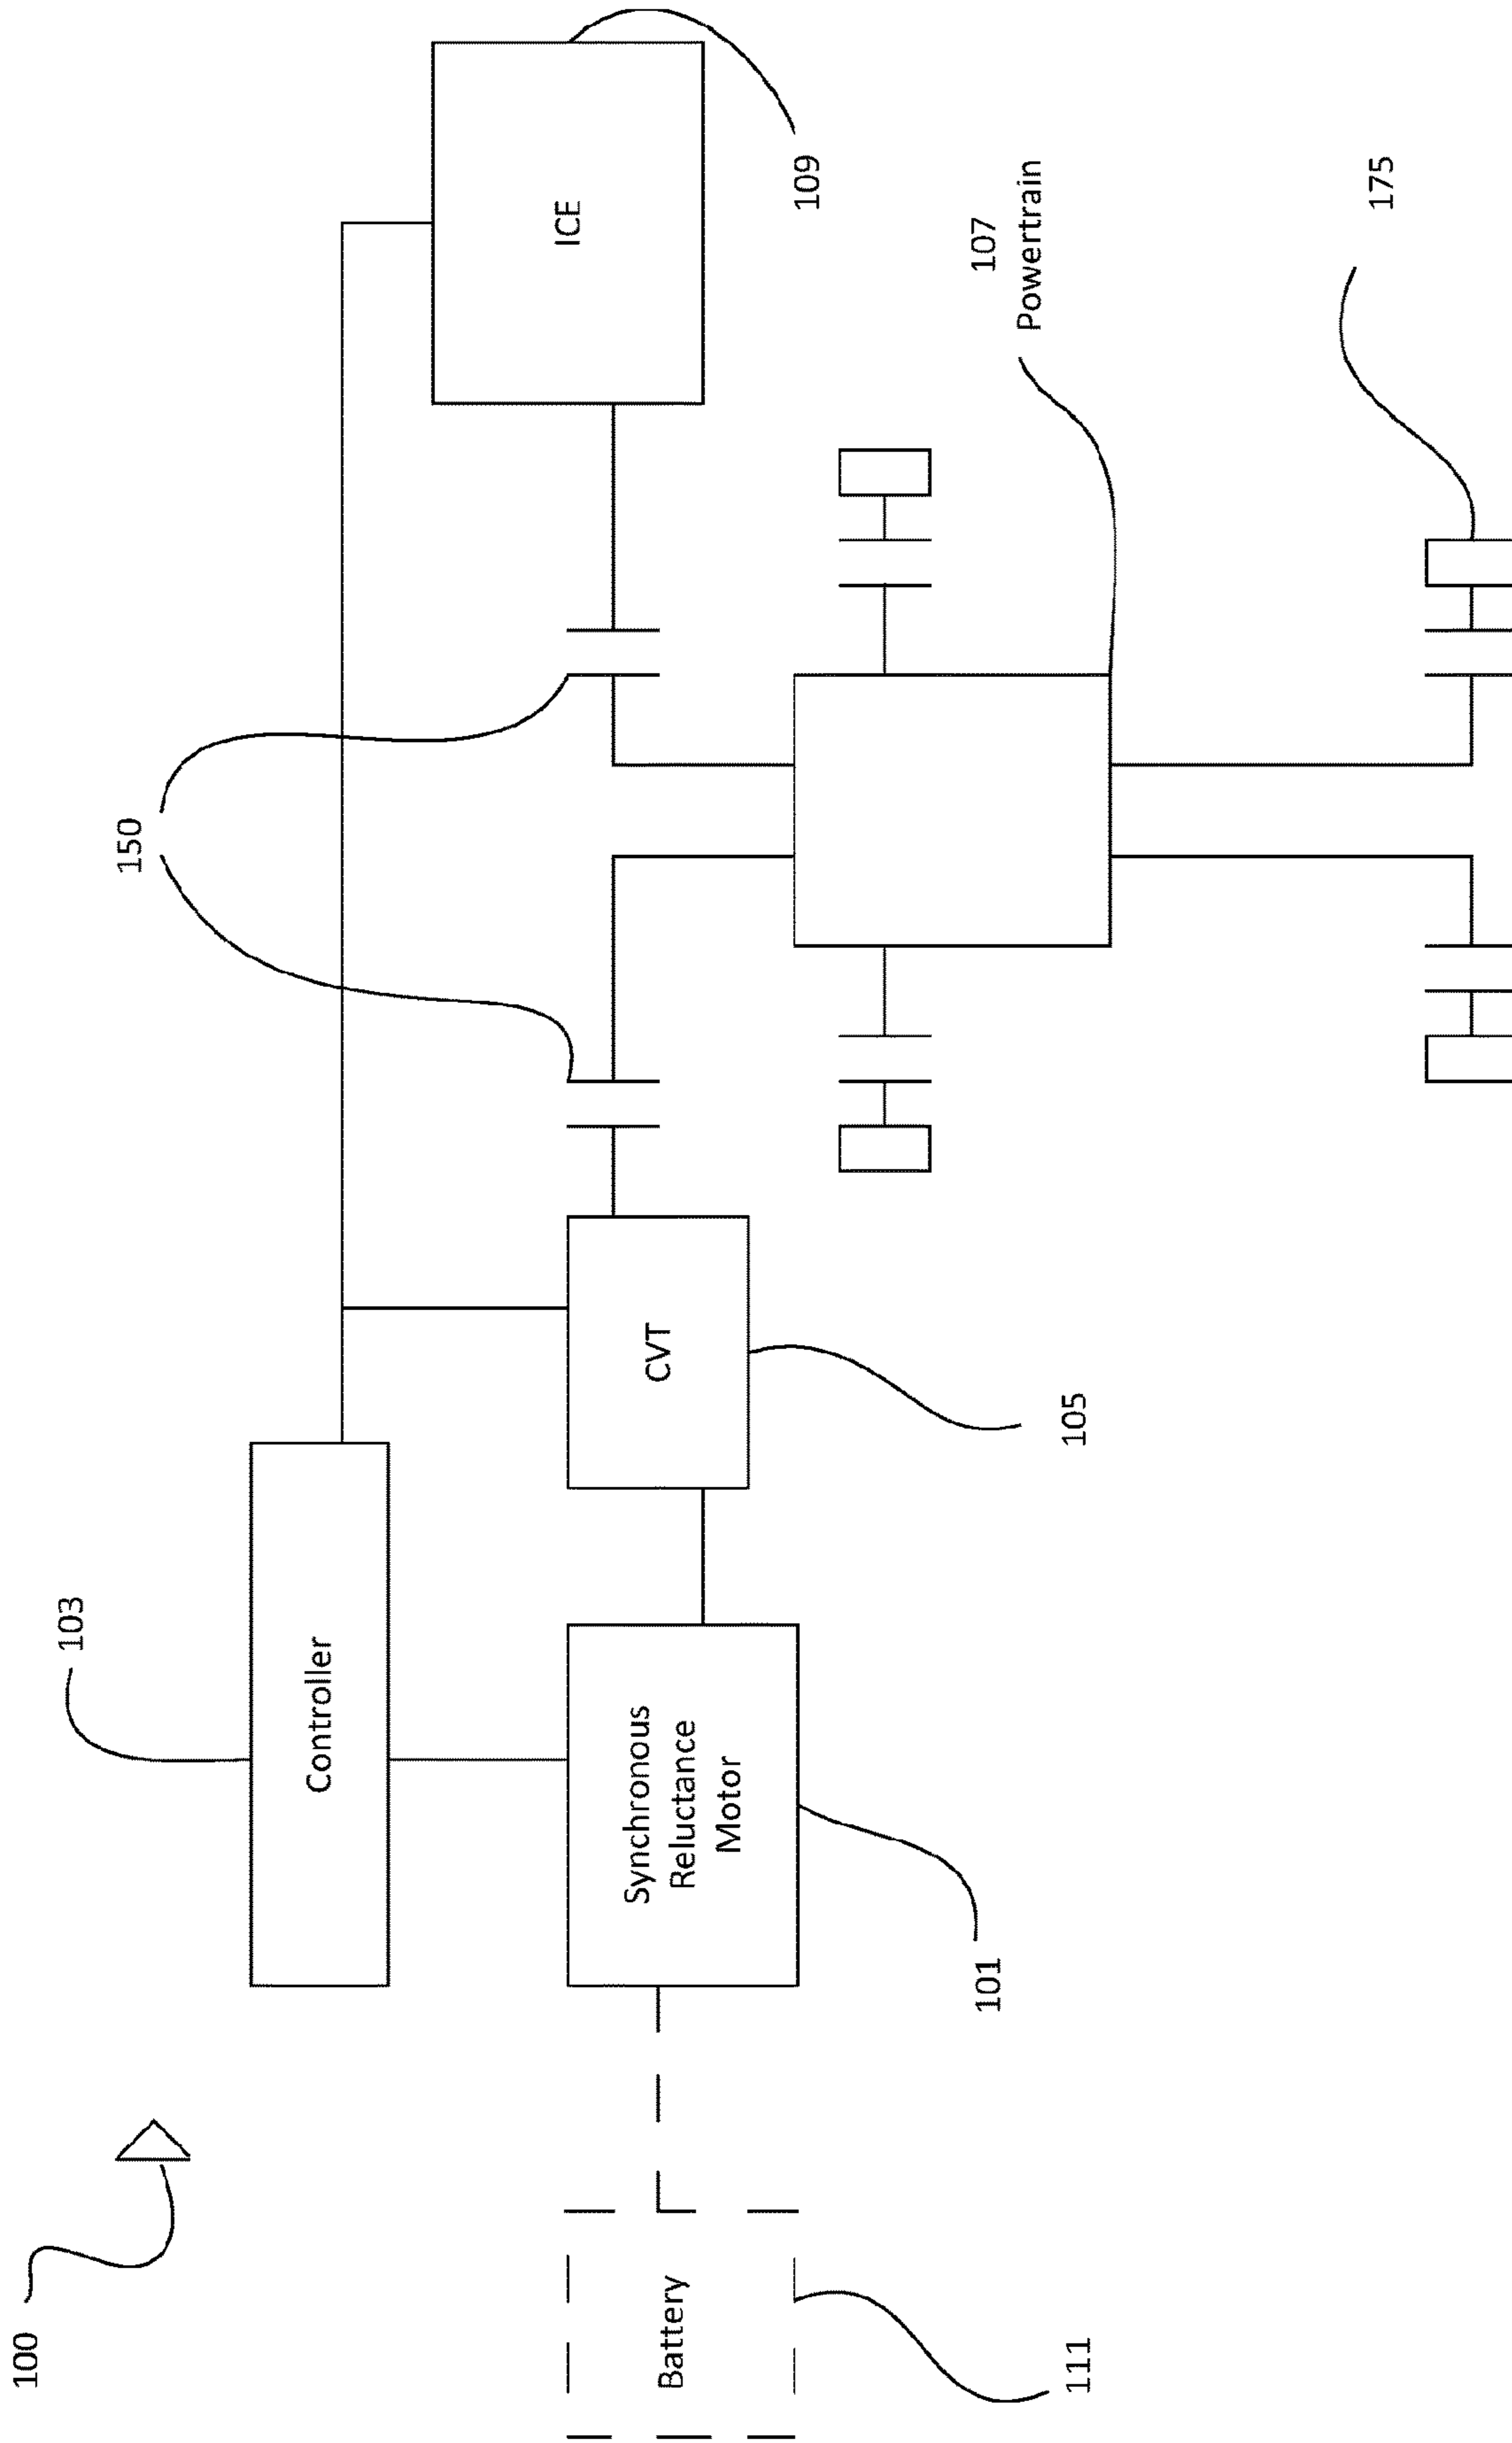 100
103
150
Controller
ICE
Battery
Synchronous
Reluctance
Motor
CVT
109
111
101
105
107
Powertrain
175